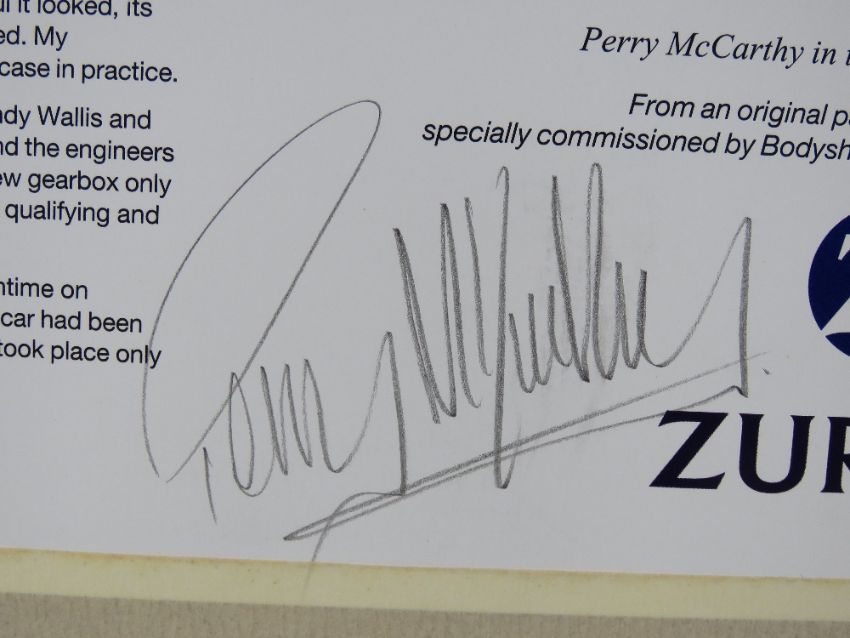 it looked, its
ed. My
case in practice.
ndy Wallis and
nd the engineers
ew gearbox only
qualifying and
ntime on
car had been
took place only
Perry McCarthy in t
From an original pa
specially commissioned by Bodysh
Perry McCarthy
ZUR